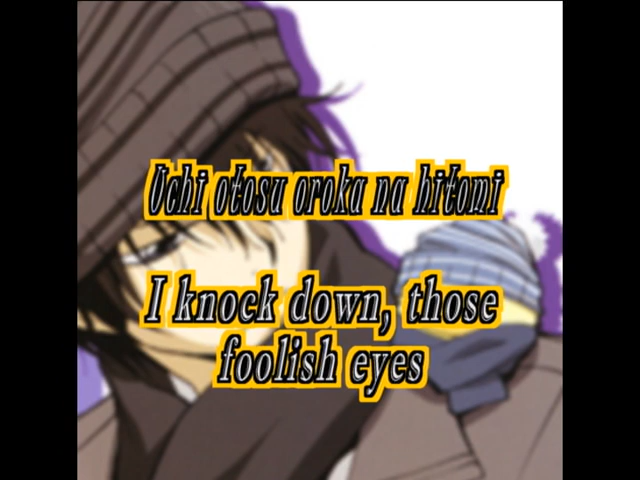 Uchi otosu oroka na hitomi
I knock down, those
foolish eyes